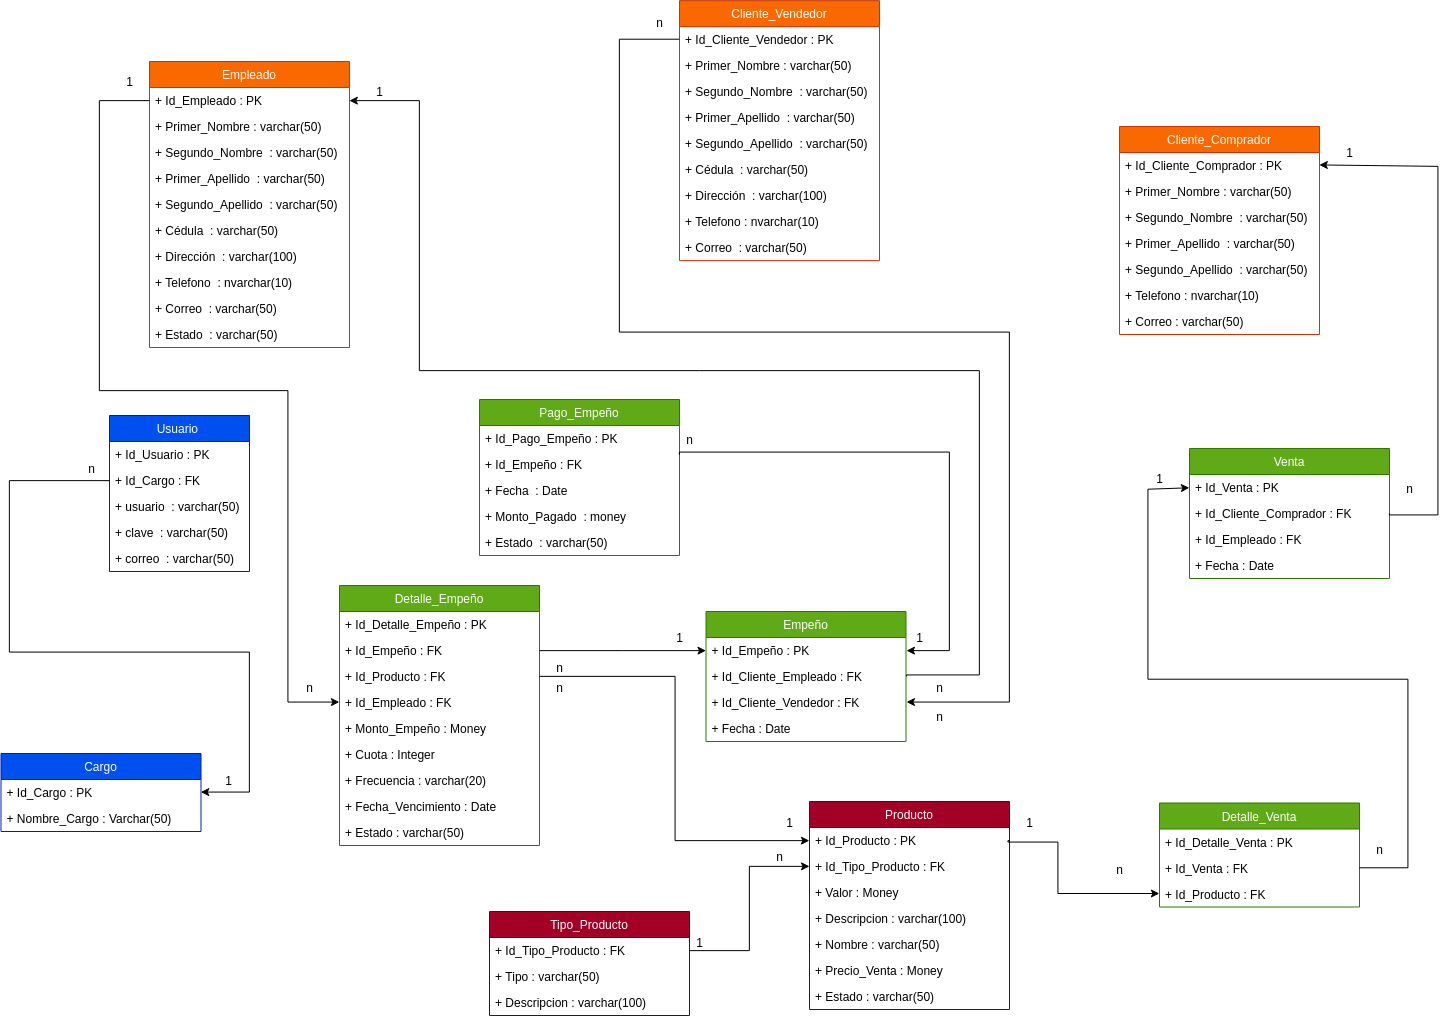 n
Cliente_Vendedor
+ Id_Cliente_Vendedor : PK
+ Primer_Nombre : varchar(50)
+ Segundo_Nombre  : varchar(50)
+ Primer_Apellido  : varchar(50)
+ Segundo_Apellido  : varchar(50)
+ Cédula  : varchar(50)
+ Dirección  : varchar(100)
+ Telefono : nvarchar(10)
+ Correo  : varchar(50)
1
Empleado
1
+ Id_Empleado : PK
+ Primer_Nombre : varchar(50)
+ Segundo_Nombre  : varchar(50)
+ Primer_Apellido  : varchar(50)
+ Segundo_Apellido  : varchar(50)
+ Cédula  : varchar(50)
+ Dirección  : varchar(100)
+ Telefono  : nvarchar(10)
+ Correo  : varchar(50)
+ Estado  : varchar(50)
Cliente_Comprador
1
+ Id_Cliente_Comprador : PK
+ Primer_Nombre : varchar(50)
+ Segundo_Nombre  : varchar(50)
+ Primer_Apellido  : varchar(50)
+ Segundo_Apellido  : varchar(50)
+ Telefono : nvarchar(10)
+ Correo : varchar(50)
Usuario
n
+ Id_Usuario : PK
+ Id_Cargo : FK
+ usuario  : varchar(50)
+ clave  : varchar(50)
+ correo  : varchar(50)
Pago_Empeño
n
+ Id_Pago_Empeño : PK
+ Id_Empeño : FK
+ Fecha  : Date
+ Monto_Pagado  : money
+ Estado  : varchar(50)
Venta
1
n
+ Id_Venta : PK
+ Id_Cliente_Comprador : FK
+ Id_Empleado : FK
+ Fecha : Date
n
Detalle_Empeño
+ Id_Detalle_Empeño : PK
+ Id_Empeño : FK
+ Id_Producto : FK
+ Id_Empleado : FK
+ Monto_Empeño : Money
+ Cuota : Integer
+ Frecuencia : varchar(20)
+ Fecha_Vencimiento : Date
+ Estado : varchar(50)
n
n
1
Empeño
1
+ Id_Empeño : PK
+ Id_Cliente_Empleado : FK
+ Id_Cliente_Vendedor : FK
+ Fecha : Date
n
n
Cargo
1
+ Id_Cargo : PK
+ Nombre_Cargo : Varchar(50)
1
n
Producto
1
+ Id_Producto : PK
+ Id_Tipo_Producto : FK
+ Valor : Money
+ Descripcion : varchar(100)
+ Nombre : varchar(50)
+ Precio_Venta : Money
+ Estado : varchar(50)
n
Detalle_Venta
n
+ Id_Detalle_Venta : PK
+ Id_Venta : FK
+ Id_Producto : FK
Tipo_Producto
1
+ Id_Tipo_Producto : FK
+ Tipo : varchar(50)
+ Descripcion : varchar(100)